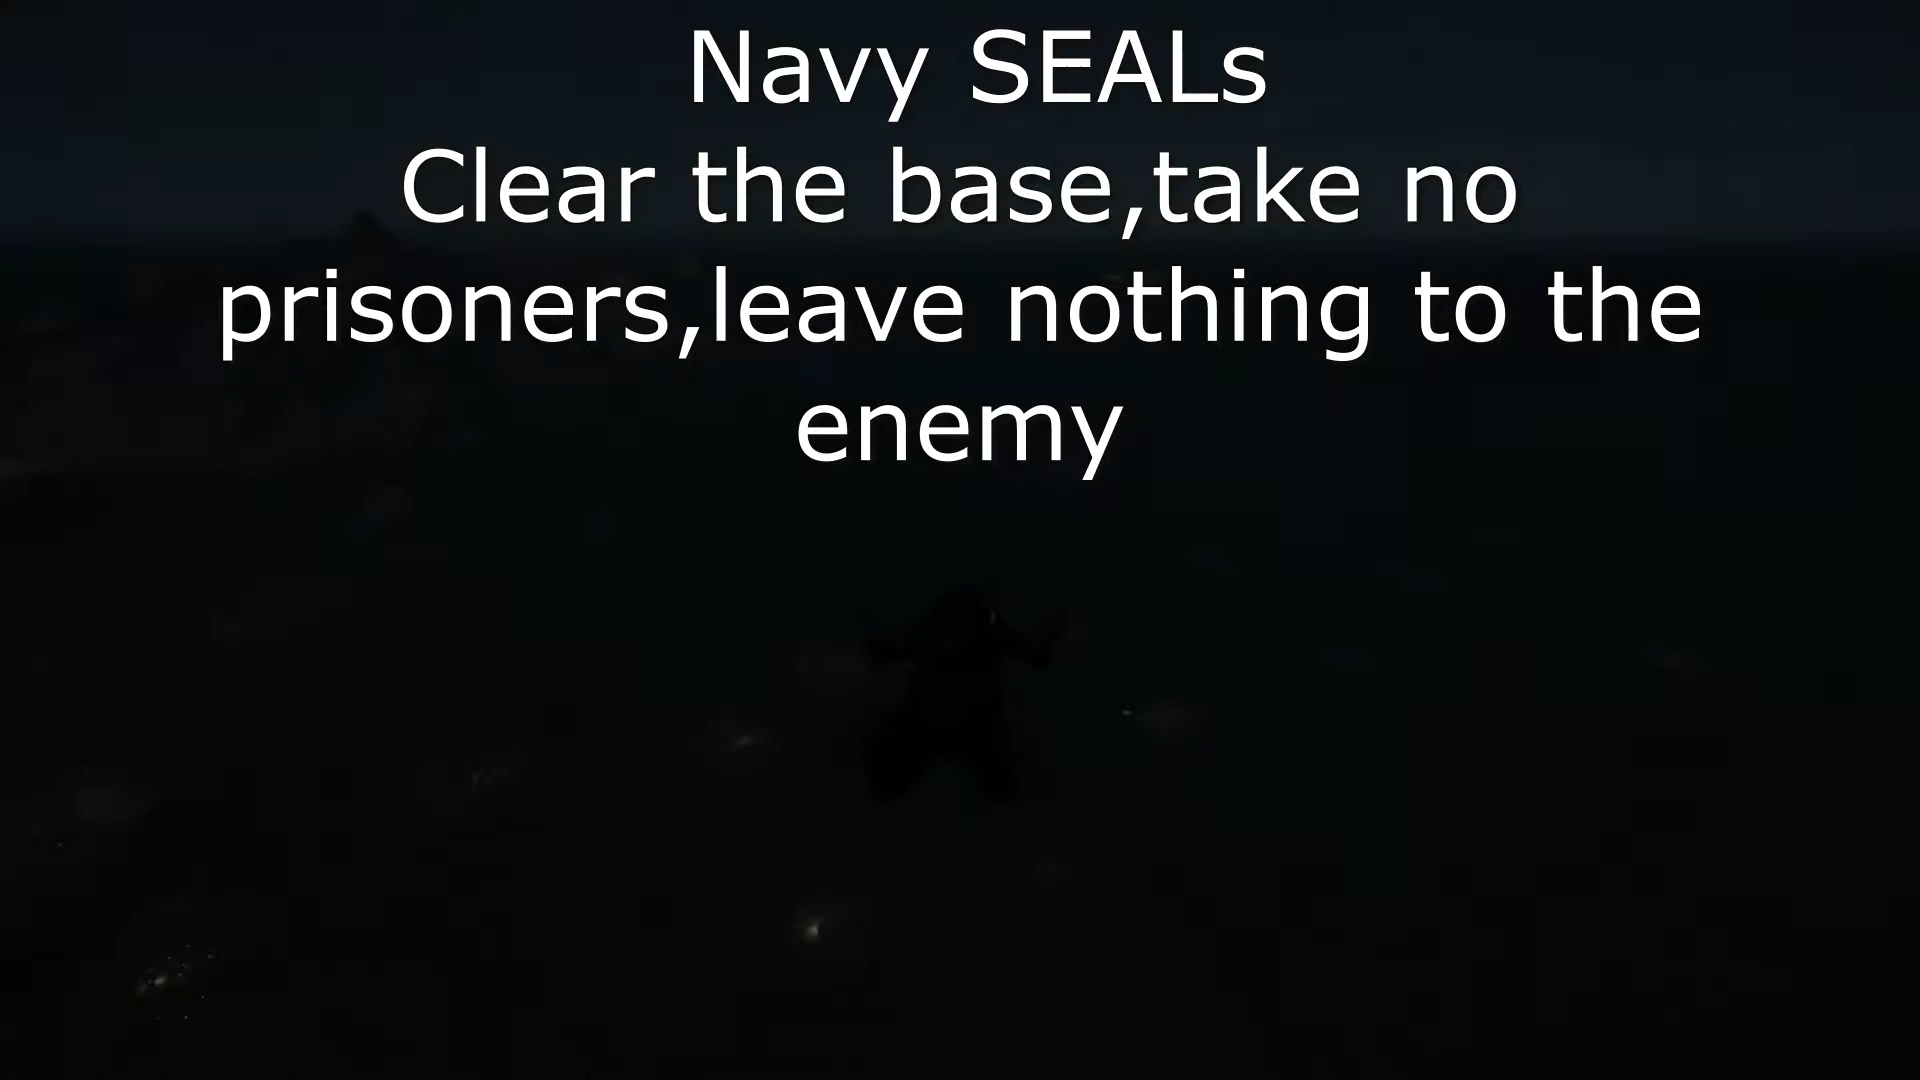 Navy SEALs
Clear the base,take no
prisoners,leave nothing to the
enemy